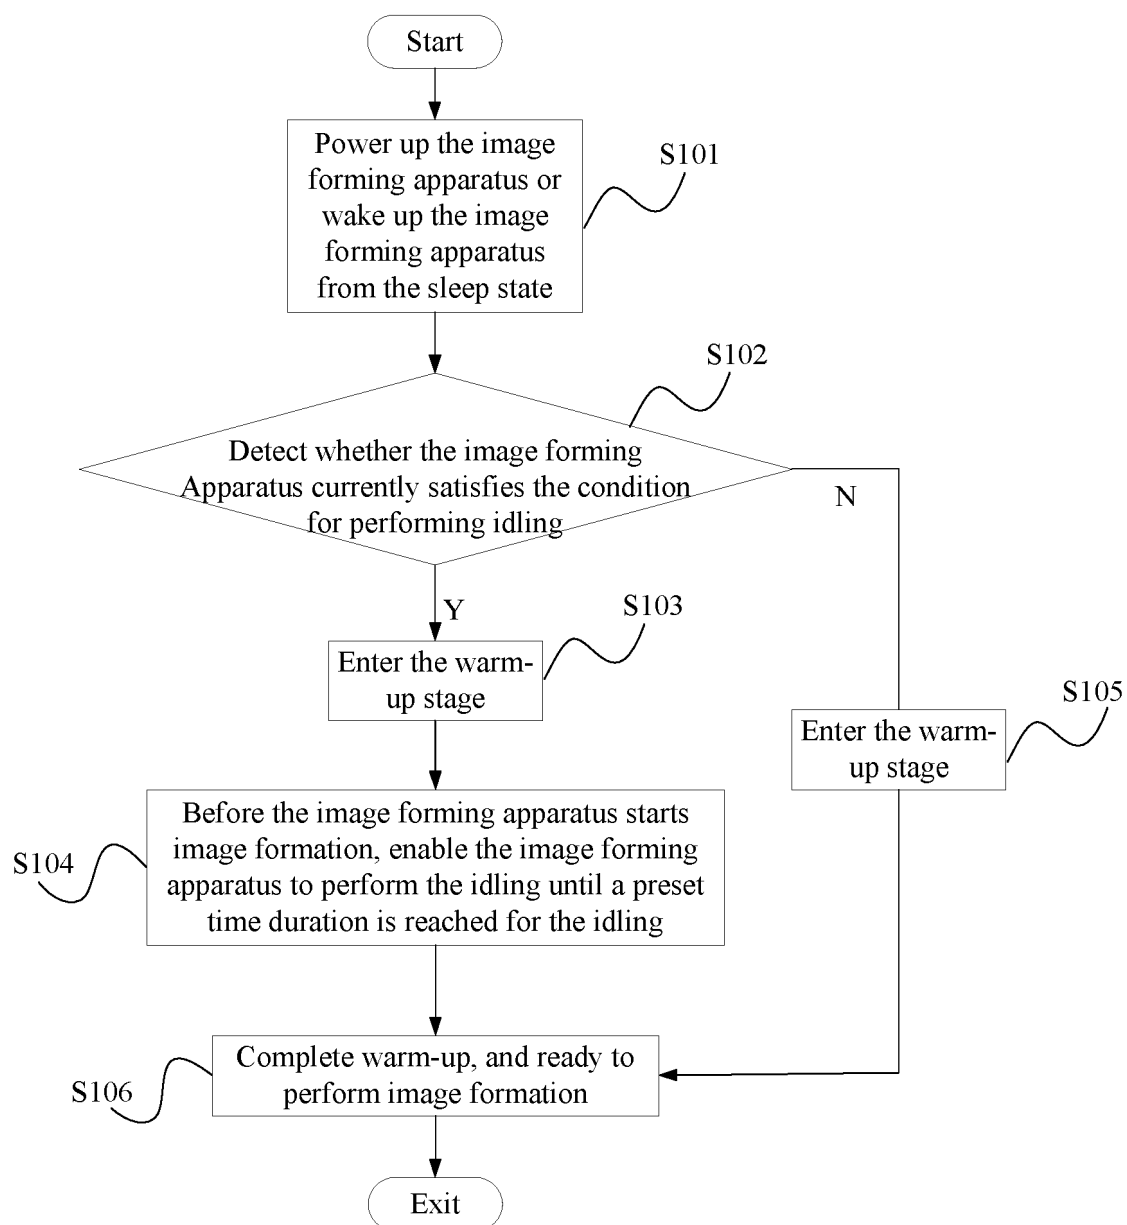 Start
Power up the image
forming apparatus or
wake up the image
forming apparatus
from the sleep state
S101
S102
Detect whether the image forming
Apparatus currently satisfies the condition
for performing idling
N
Y
S103
Enter the warm-
up stage
S105
Enter the warm-
up stage
Before the image forming apparatus starts
image formation, enable the image forming
apparatus to perform the idling until a preset
time duration is reached for the idling
S104
Complete warm-up, and ready to
perform image formation
S106
Exit